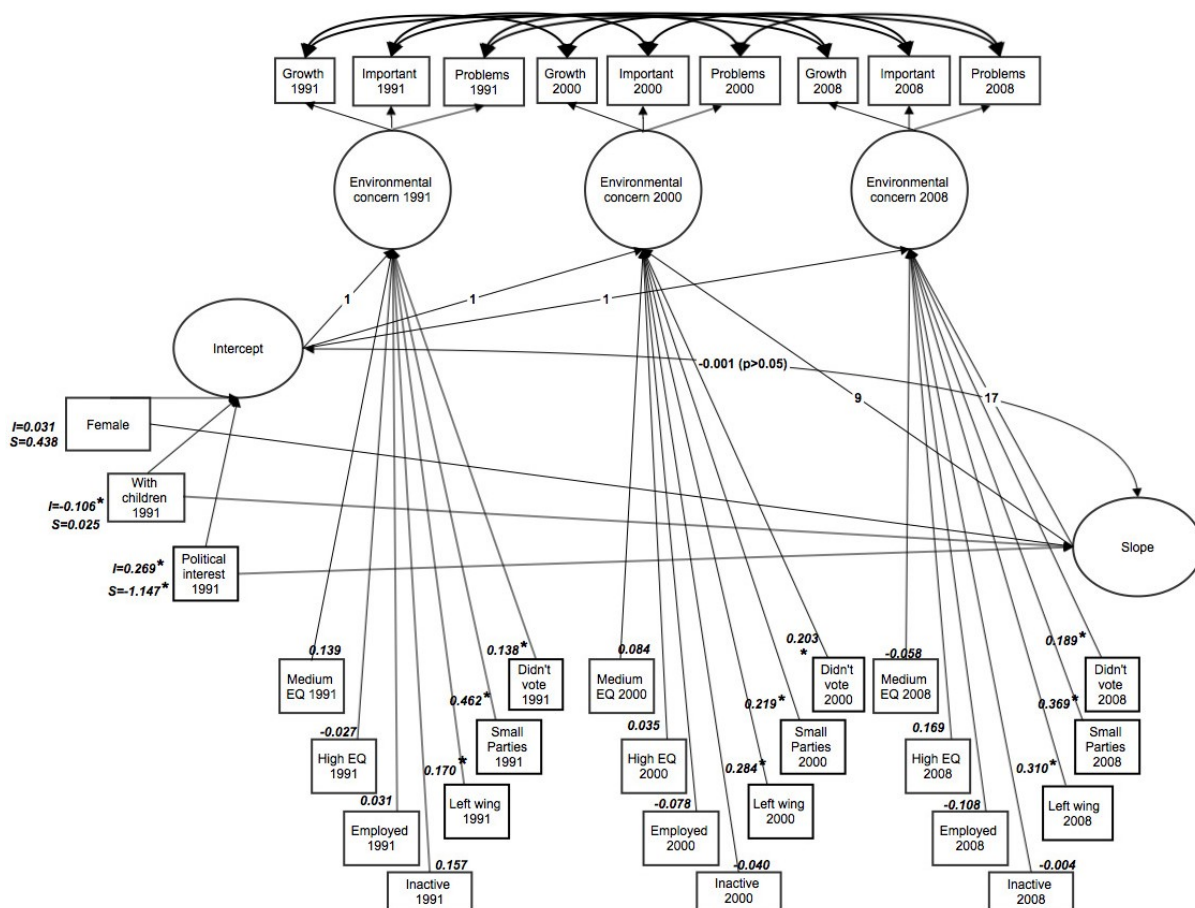 Growth
1991
Important
1991
Problems
1991
Growth
2000
Important
2000
Problems
2000
Growth
2008
Important
2008
Problems
2008
Environmental
concern 1991
Environmental
concern 2000
Environmental
concern 2008
1
1
1
Intercept
-0.001 (p>0.05)
9
17
I=0.031
S=0.438
Female
I=-0.106*
S=0.025
With
children
1991
I=0.269*
S=-1.147*
Political
interest
1991
Slope
0.139
Medium
EQ 1991
-0.027
High EQ
1991
0.031
Employed
1991
0.157
Inactive
1991
0.170*
Left wing
1991
0.462*
Small
Parties
1991
0.138*
Didn't
vote
1991
0.084
Medium
EQ 2000
0.035
High EQ
2000
-0.078
Employed
2000
-0.040
Inactive
2000
0.284*
Left wing
2000
0.219*
Small
Parties
2000
0.203
*
Didn't
vote
2000
-0.058
Medium
EQ 2008
0.169
High EQ
2008
-0.108
Employed
2008
-0.004
Inactive
2008
0.310*
Left wing
2008
0.369*
Small
Parties
2008
0.189*
Didn't
vote
2008